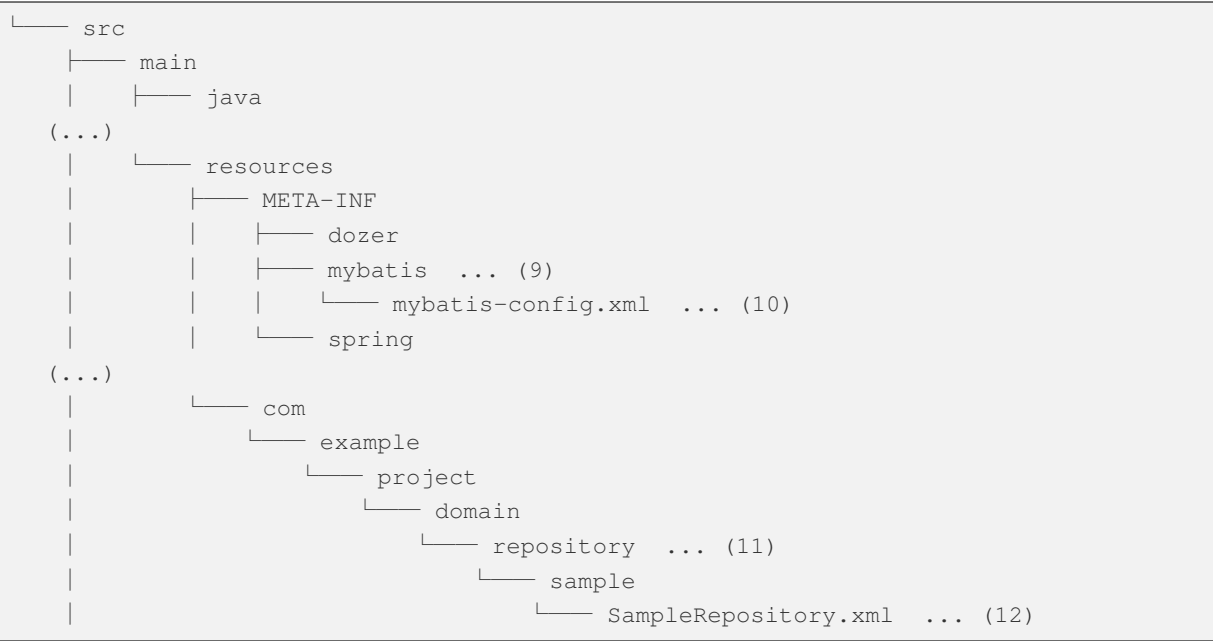 └─── src
    ├─── main
    │   ├─── java
   (...)
    │   └─── resources
    │       ├─── META-INF
    │       │   ├─── dozer
    │       │   ├─── mybatis  ... (9)
    │       │   │   └─── mybatis-config.xml  ... (10)
    │       │   └─── spring
   (...)
    │       └─── com
    │           └─── example
    │               └─── project
    │                   └─── domain
    │                       └─── repository  ... (11)
    │                           └─── sample
    │                               └─── SampleRepository.xml  ... (12)